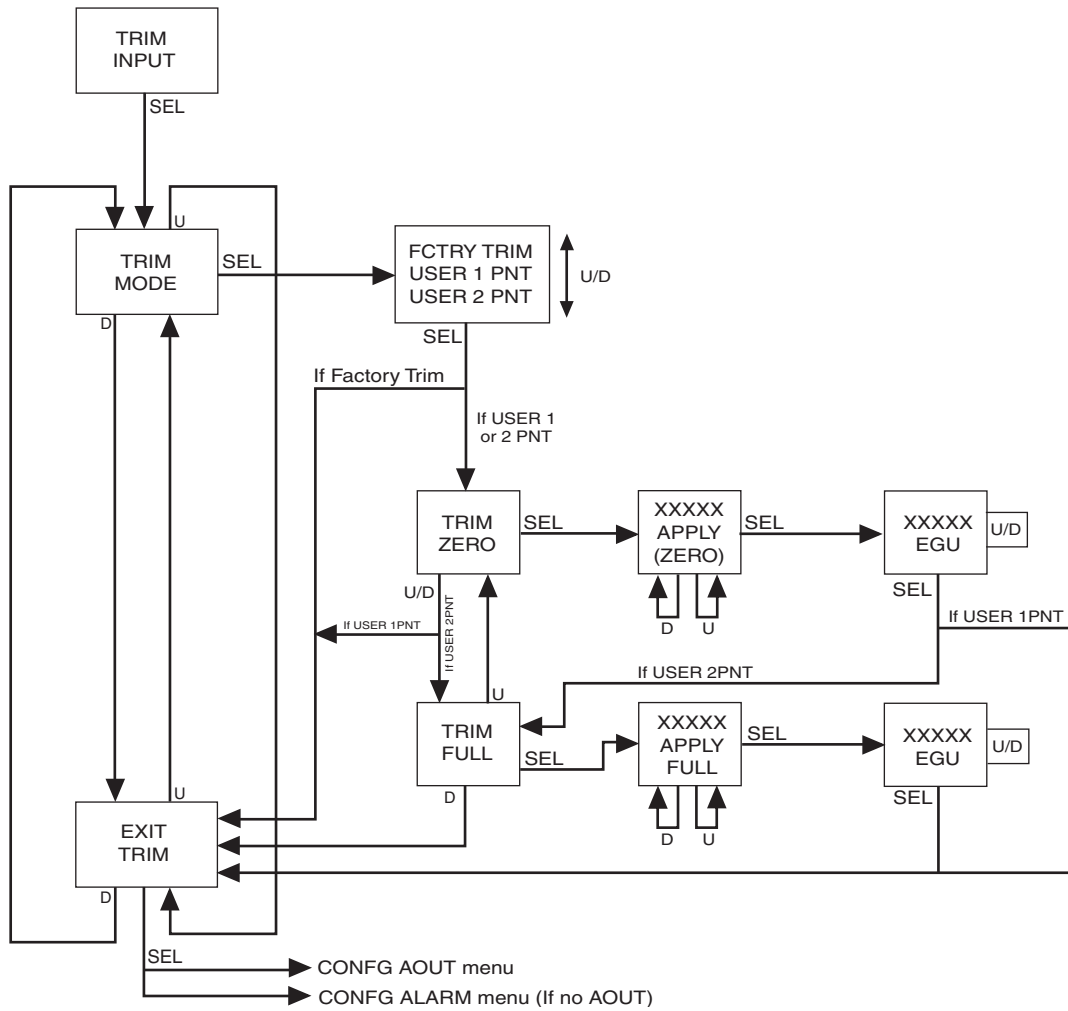 TRIM
INPUT
SEL
U
TRIM
MODE
SEL
D
FCTRY TRIM
USER 1 PNT
USER 2 PNT
U/D
SEL
If Factory Trim
If USER 1
or 2 PNT
TRIM
ZERO
SEL
XXXXX
APPLY
(ZERO)
SEL
XXXXX
EGU
U/D
U/D
If USER 1PNT
If USER 2PNT
D
U
SEL
If USER 1PNT
If USER 2PNT
U
TRIM
FULL
SEL
D
XXXXX
APPLY
FULL
SEL
XXXXX
EGU
U/D
D
U
SEL
U
EXIT
TRIM
D
SEL
CONFG AOUT menu
CONFG ALARM menu (If no AOUT)